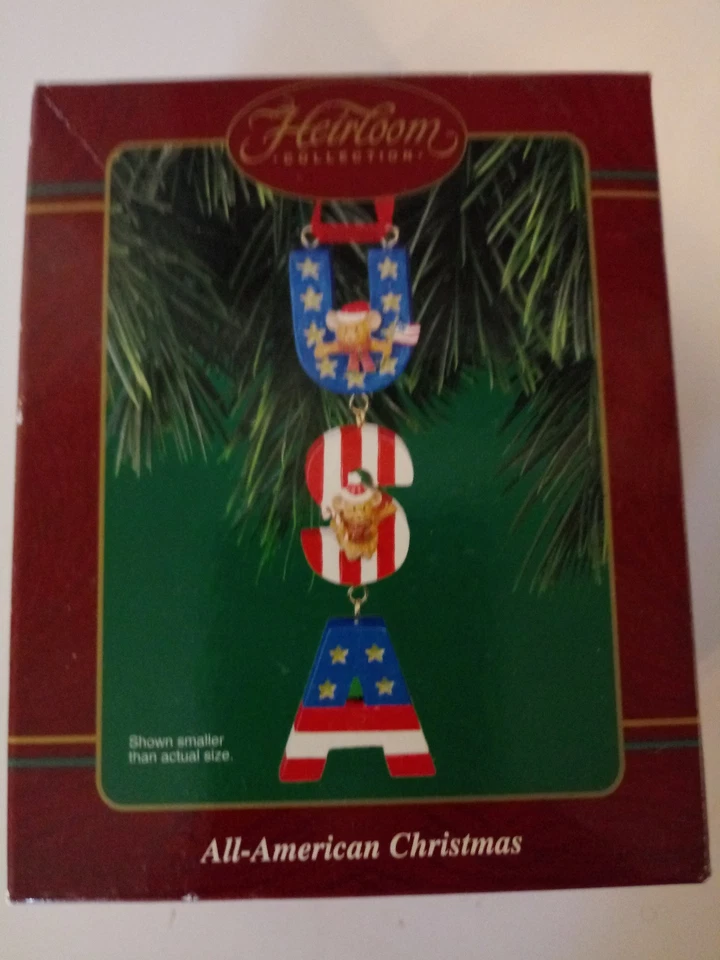 Heirloom
COLLECTION
U
S
A
Shown smaller
than actual size.
All-American Christmas